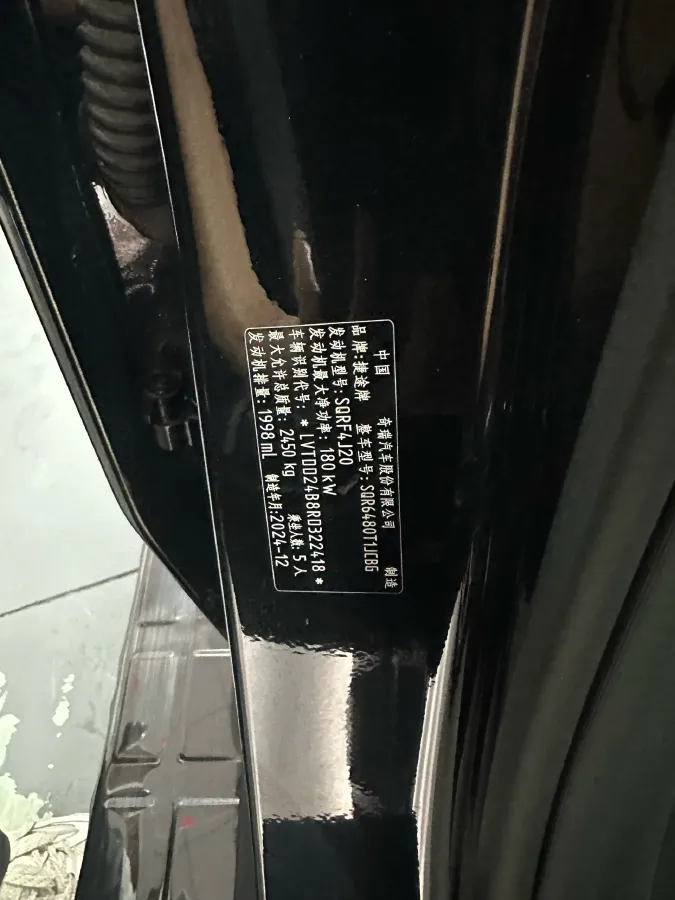 中国 奇瑞汽车股份有限公司 制造
品牌:捷途牌 整车型号:SQR6480T1JCBG
发动机型号:SQRF4J20
发动机最大净功率: 180 kW
车辆识别代号: *LVTDD24B8RD322418*
最大允许总质量: 2450 kg 乘坐人数: 5 人
发动机排量: 1998 mL 制造年月:2024-12